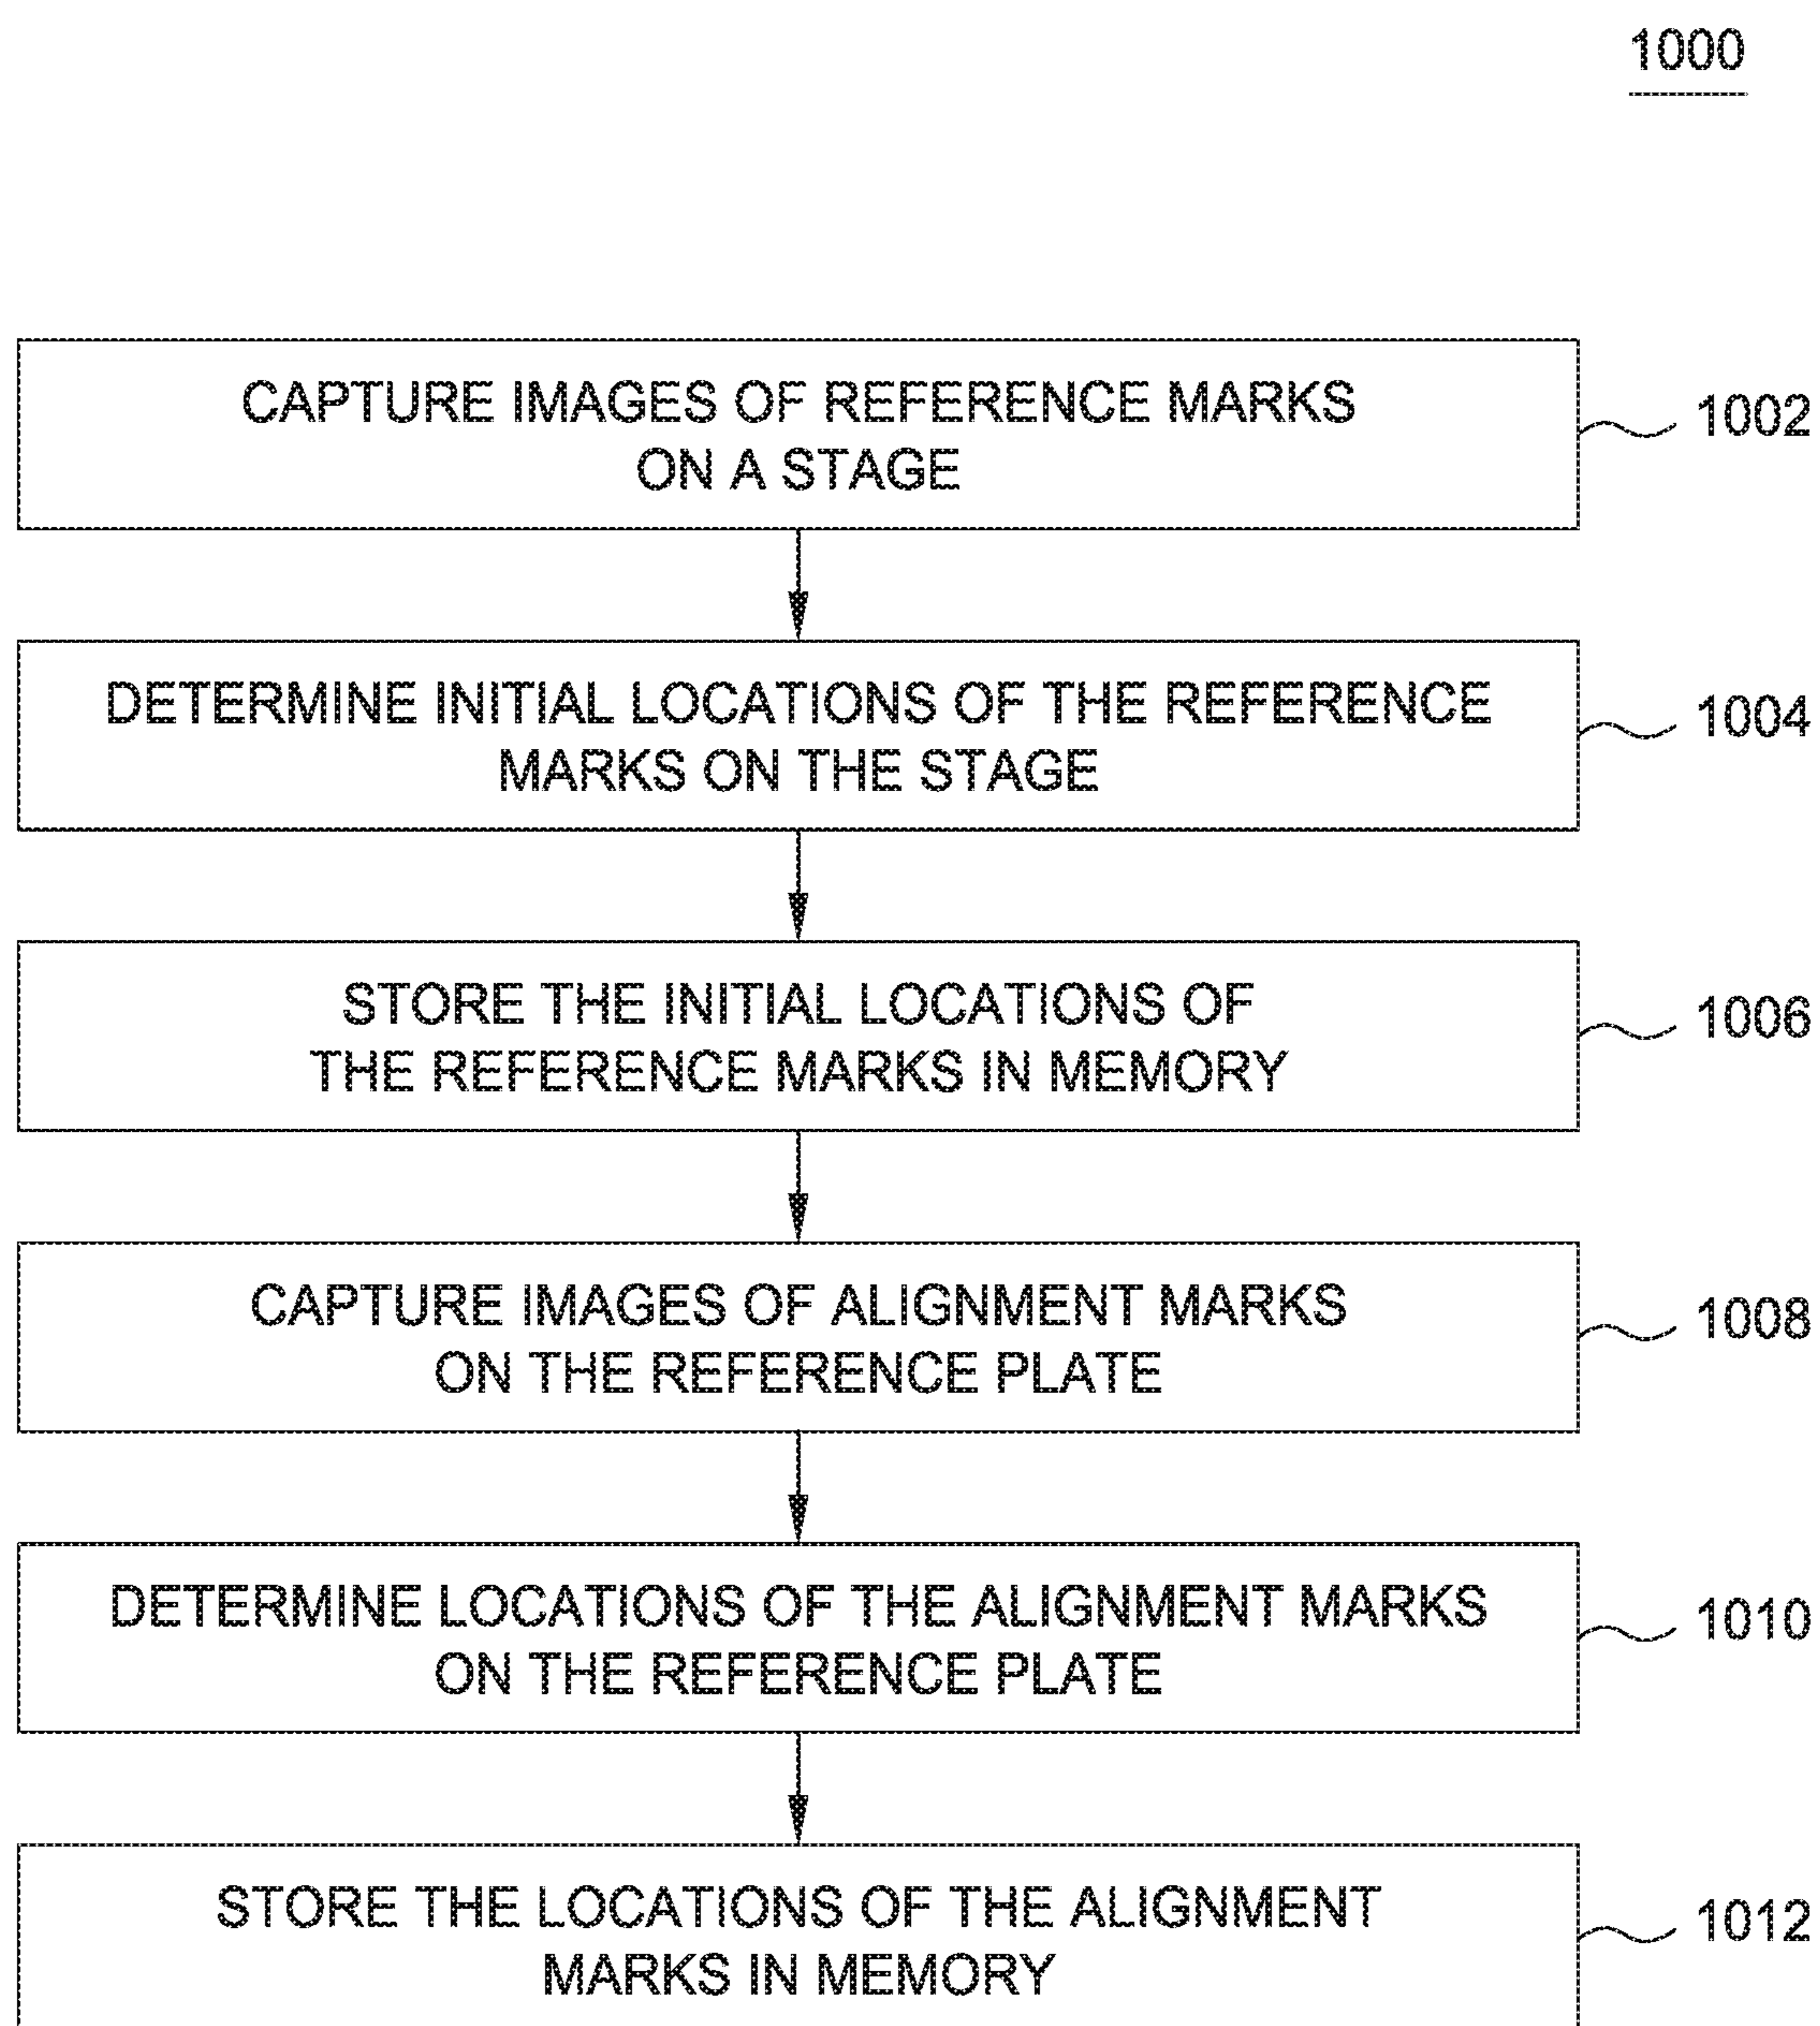 1000
CAPTURE IMAGES OF REFERENCE MARKS
ON A STAGE
1002
DETERMINE INITIAL LOCATIONS OF THE REFERENCE
MARKS ON THE STAGE
1004
STORE THE INITIAL LOCATIONS OF
THE REFERENCE MARKS IN MEMORY
1006
CAPTURE IMAGES OF ALIGNMENT MARKS
ON THE REFERENCE PLATE
1008
DETERMINE LOCATIONS OF THE ALIGNMENT MARKS
ON THE REFERENCE PLATE
1010
STORE THE LOCATIONS OF THE ALIGNMENT
MARKS IN MEMORY
1012